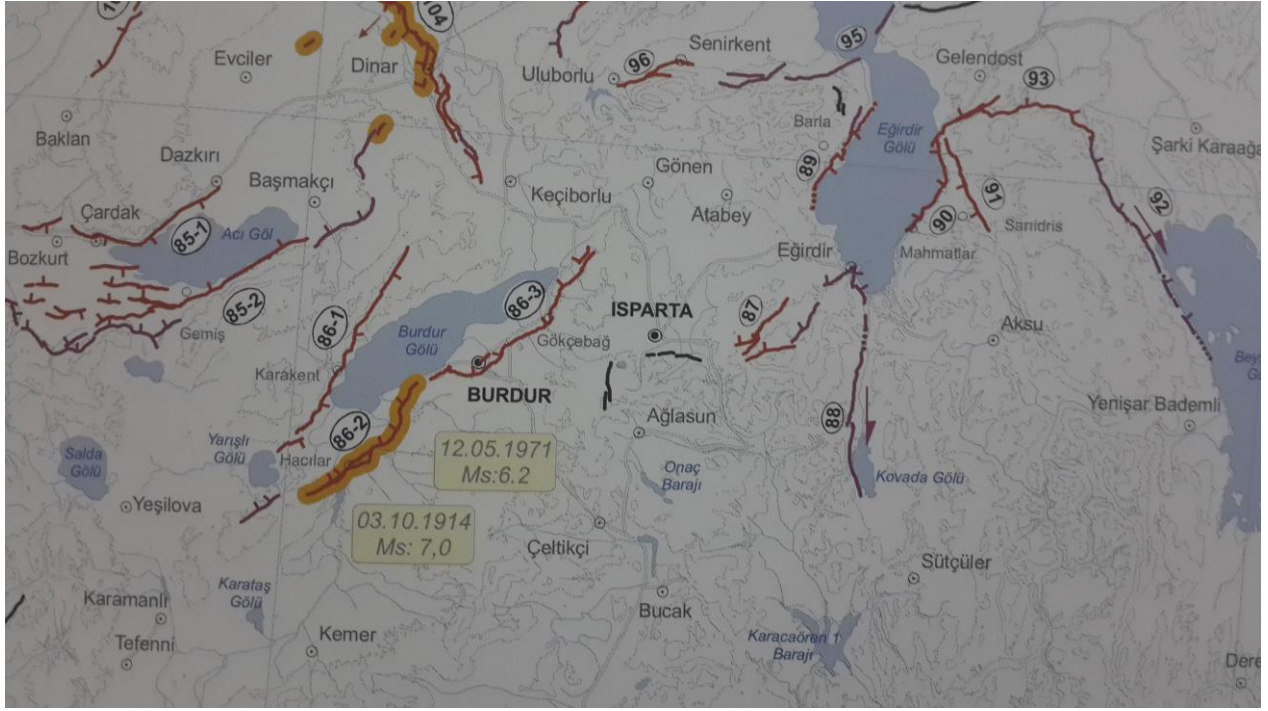 104
Evciler
Dinar
Uluborlu
96
Senirkent
95
Gelendost
93
Baklan
Barla
Eğirdir
Gölü
Şarki Karaağa
Dazkırı
Başmakçı
Keçiborlu
Gönen
Atabey
89
91
90
92
Sarıdris
Çardak
85-1
Acı Göl
Bozkurt
Mahmatlar
Eğirdir
85-2
Gemiş
86-1
86-3
Burdur
Gölü
Gökçebağ
ISPARTA
87
Aksu
Karakent
BURDUR
Yenişar Bademli
86-2
Ağlasun
88
Salda
Gölü
Yarışlı
Gölü
Hacılar
12.05.1971
Ms:6.2
Onaç
Barajı
Kovada Gölü
Yeşilova
03.10.1914
Ms: 7,0
Çeltikçi
Sütçüler
Karataş
Gölü
Karamanlı
Bucak
Tefenni
Kemer
Karacaören 1
Barajı